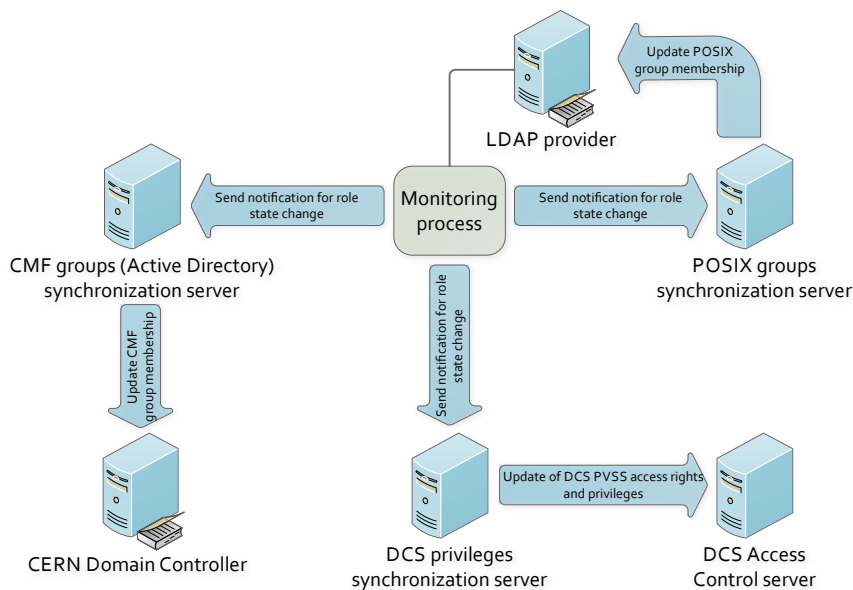 Update POSIX
group membership
LDAP provider
Send notification for role
state change
Monitoring
process
Send notification for role
state change
CMF groups (Active Directory)
synchronization server
POSIX groups
synchronization server
Update CMF
group membership
Send notification for role
state change
Update of DCS PVSS access rights
and privileges
CERN Domain Controller
DCS privileges
synchronization server
DCS Access
Control server